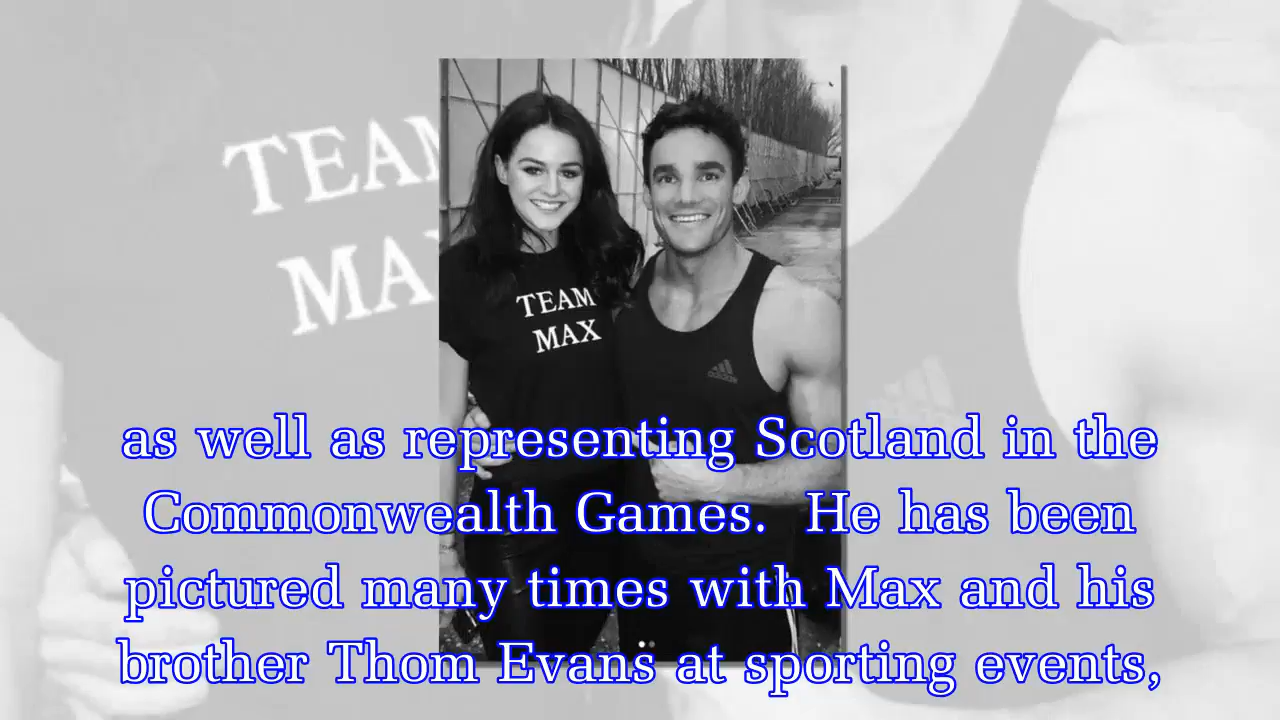 TEAM
MAX
TEAM
MAX
adidas
as well as representing Scotland in the
Commonwealth Games.  He has been
pictured many times with Max and his
brother Thom Evans at sporting events,